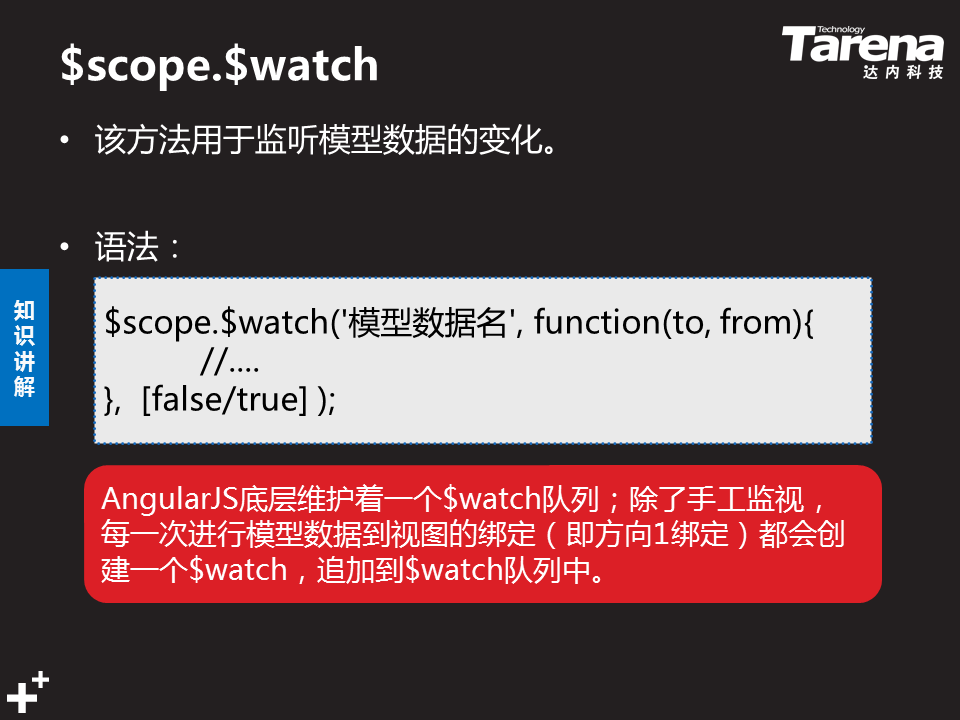 $scope.$watch
Technology
Tarena
达内科技
• 该方法用于监听模型数据的变化。
• 语法：
知识讲解
$scope.$watch('模型数据名', function(to, from){
//....
}, [false/true] );
AngularJS底层维护着一个$watch队列；除了手工监视，
每一次进行模型数据到视图的绑定（即方向1绑定）都会创
建一个$watch，追加到$watch队列中。